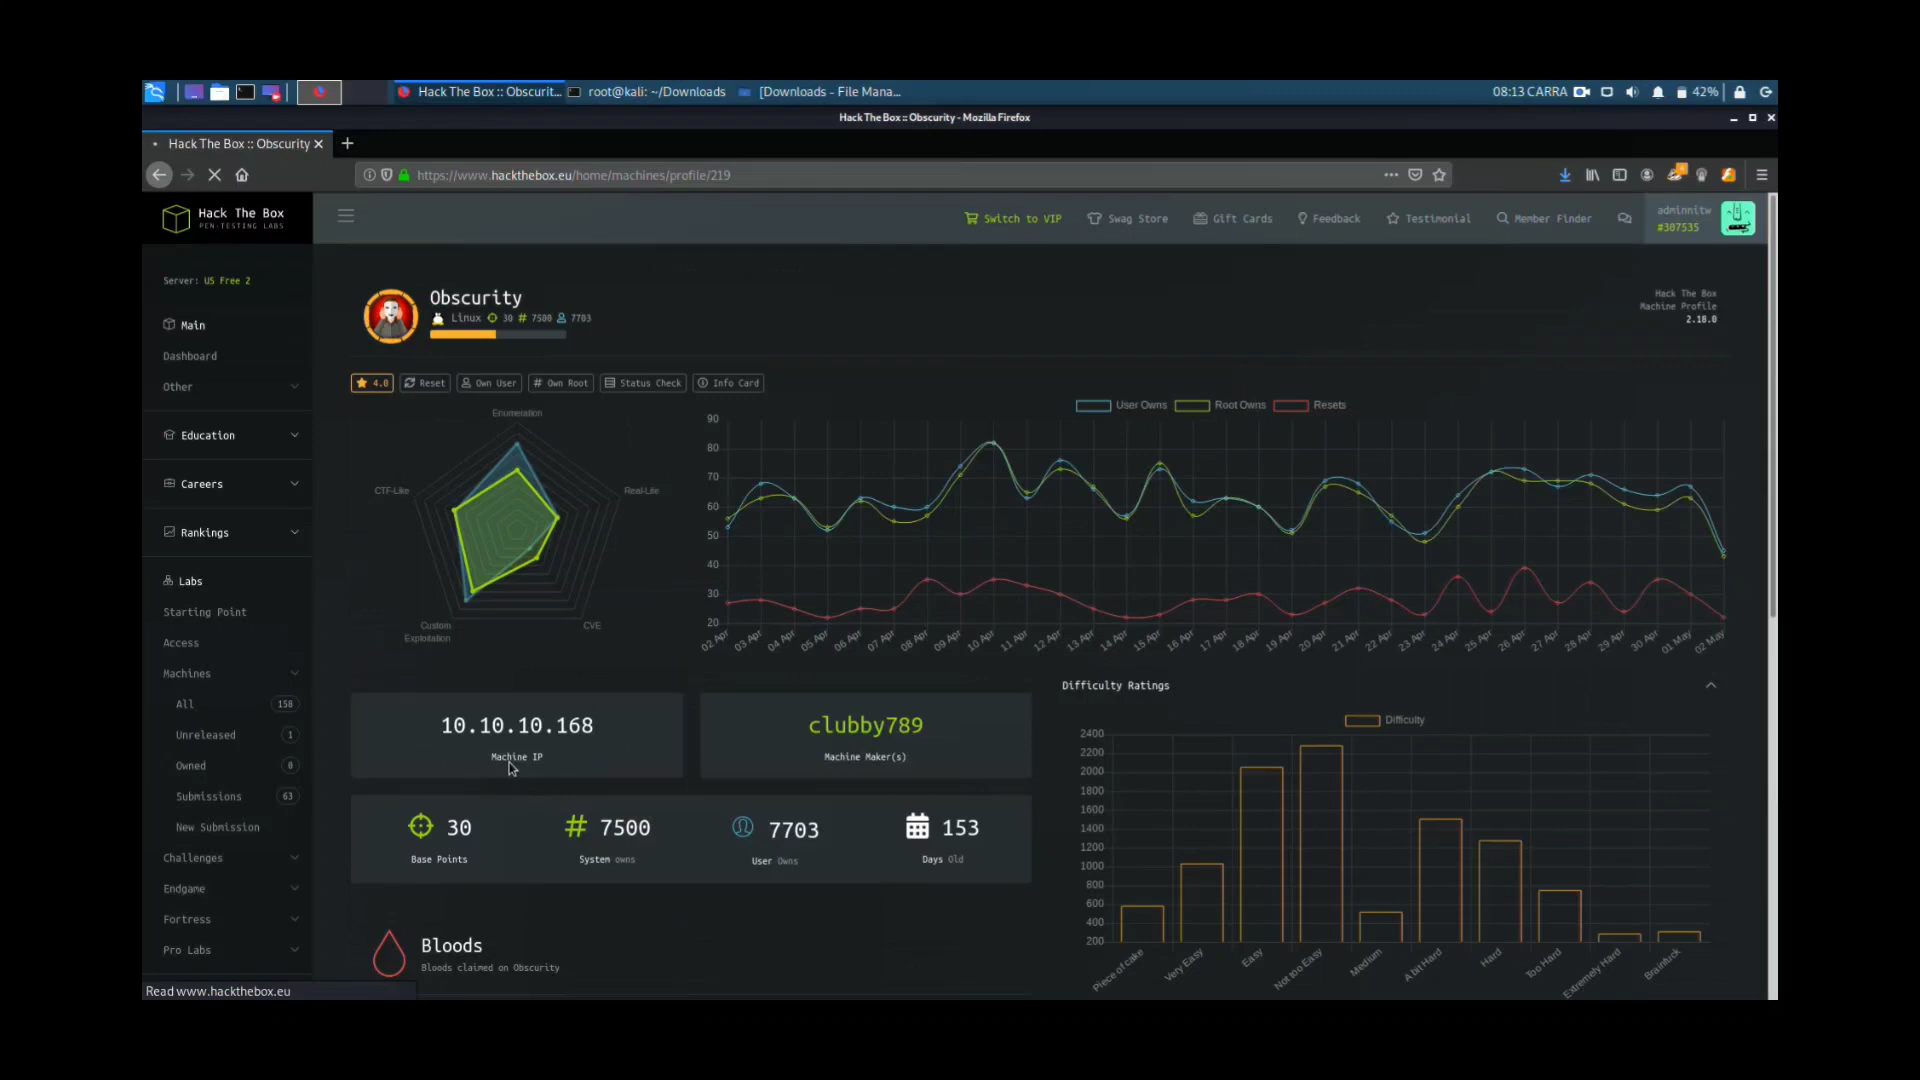 Hack The Box :: Obscurit... root@kali: ~/Downloads [Downloads - File Mana... 08:13 CARRA 42%
Hack The Box :: Obscurity - Mozilla Firefox
Hack The Box :: Obscurity
https://www.hackthebox.eu/home/machines/profile/219
Hack The Box
PEN-TESTING LABS
Switch to VIP Swag Store Gift Cards Feedback Testimonial Member Finder
adminnitw
#307535
Server: US Free 2
Main
Dashboard
Other
Education
Careers
Rankings
Labs
Starting Point
Access
Machines
All 158
Unreleased 1
Owned 0
Submissions 63
New Submission
Challenges
Endgame
Fortress
Pro Labs
Read www.hackthebox.eu
Obscurity
Linux 30 # 7500 7703
Hack The Box
Machine Profile
2.18.0
4.0 Reset Own User # Own Root Status Check Info Card
Enumeration
Real-Life
CVE
Custom
Exploitation
CTF-Like
User Owns Root Owns Resets
90
80
70
60
50
40
30
20
02 Apr 03 Apr 04 Apr 05 Apr 06 Apr 07 Apr 08 Apr 09 Apr 10 Apr 11 Apr 12 Apr 13 Apr 14 Apr 15 Apr 16 Apr 17 Apr 18 Apr 19 Apr 20 Apr 21 Apr 22 Apr 23 Apr 24 Apr 25 Apr 26 Apr 27 Apr 28 Apr 29 Apr 30 Apr 01 May 02 May
10.10.10.168
Machine IP
clubby789
Machine Maker(s)
30
Base Points
# 7500
System owns
7703
User Owns
153
Days Old
Bloods
Bloods claimed on Obscurity
Difficulty Ratings
Difficulty
2400
2200
2000
1800
1600
1400
1200
1000
800
600
400
200
Piece of cake Very Easy Easy Not too Easy Medium A bit Hard Hard Too Hard Extremely Hard Brainfuck